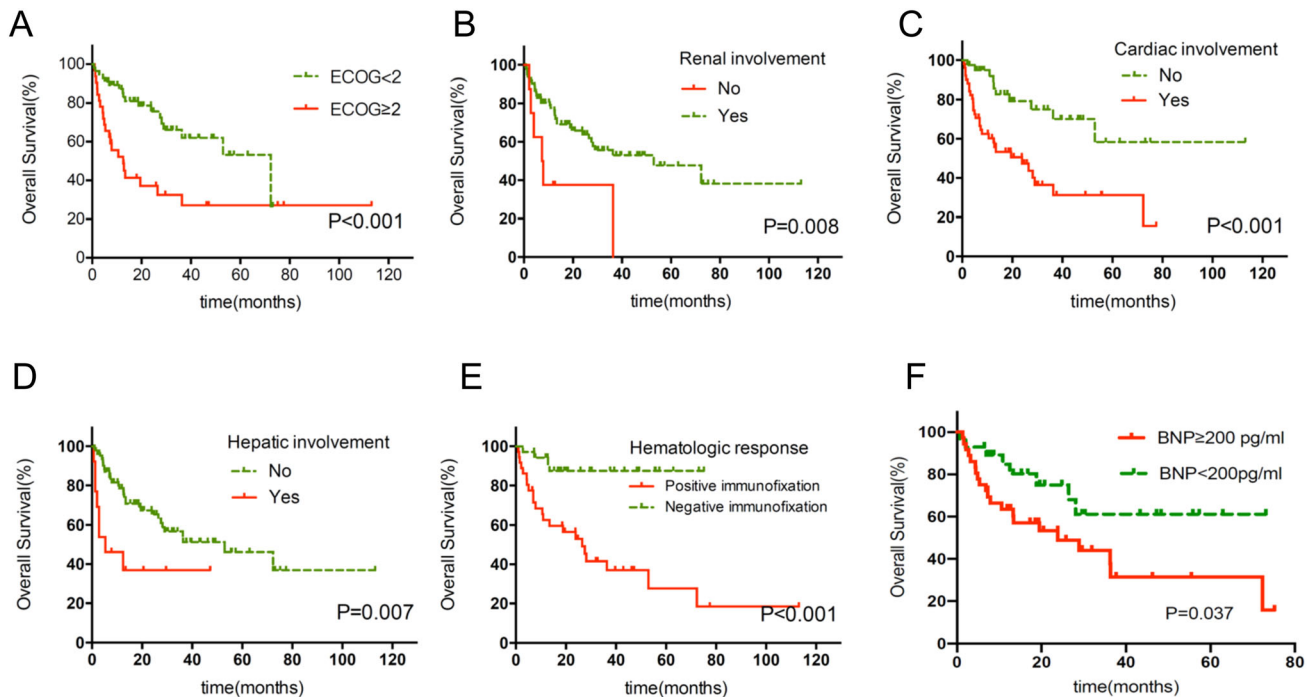 A
Overall Survival(%)
100
80
60
40
20
0
0 20 40 60 80 100 120
time(months)
ECOG<2
ECOG≥2
P<0.001
B
Overall Survival(%)
100
80
60
40
20
0
0 20 40 60 80 100 120
time(months)
Renal involvement
No
Yes
P=0.008
C
Overall Survival(%)
100
80
60
40
20
0
0 20 40 60 80 100 120
time(months)
Cardiac involvement
No
Yes
P<0.001
D
Overall Survival(%)
100
80
60
40
20
0
0 20 40 60 80 100 120
time(months)
Hepatic involvement
No
Yes
P=0.007
E
Overall Survival(%)
100
80
60
40
20
0
0 20 40 60 80 100 120
time(months)
Hematologic response
Positive immunofixation
Negative immunofixation
P<0.001
F
Overall Survival(%)
100
80
60
40
20
0
0 20 40 60 80
time(months)
BNP≥200 pg/ml
BNP<200pg/ml
P=0.037